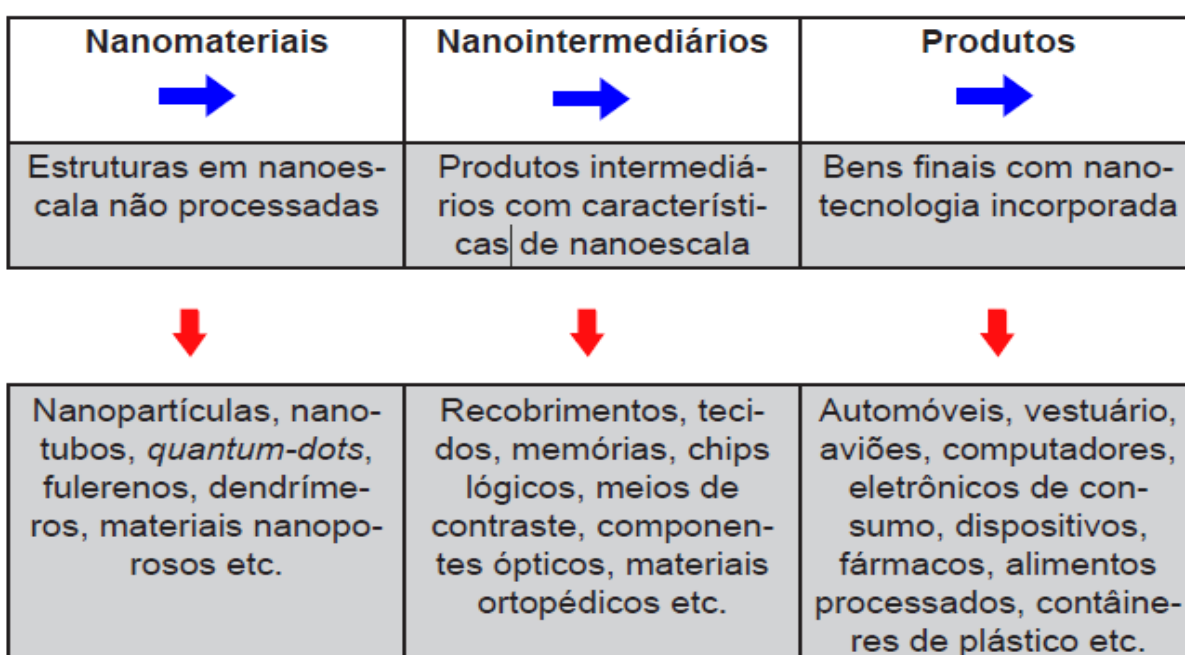 Nanomateriais
Nanointermediários
Produtos
Estruturas em nanoes-
cala não processadas
Produtos intermediá-
rios com característi-
cas de nanoescala
Bens finais com nano-
tecnologia incorporada
Nanopartículas, nano-
tubos, quantum-dots,
fulerenos, dendríme-
ros, materiais nanopo-
rosos etc.
Recobrimentos, teci-
dos, memórias, chips
lógicos, meios de
contraste, componen-
tes ópticos, materiais
ortopédicos etc.
Automóveis, vestuário,
aviões, computadores,
eletrônicos de con-
sumo, dispositivos,
fármacos, alimentos
processados, contâine-
res de plástico etc.